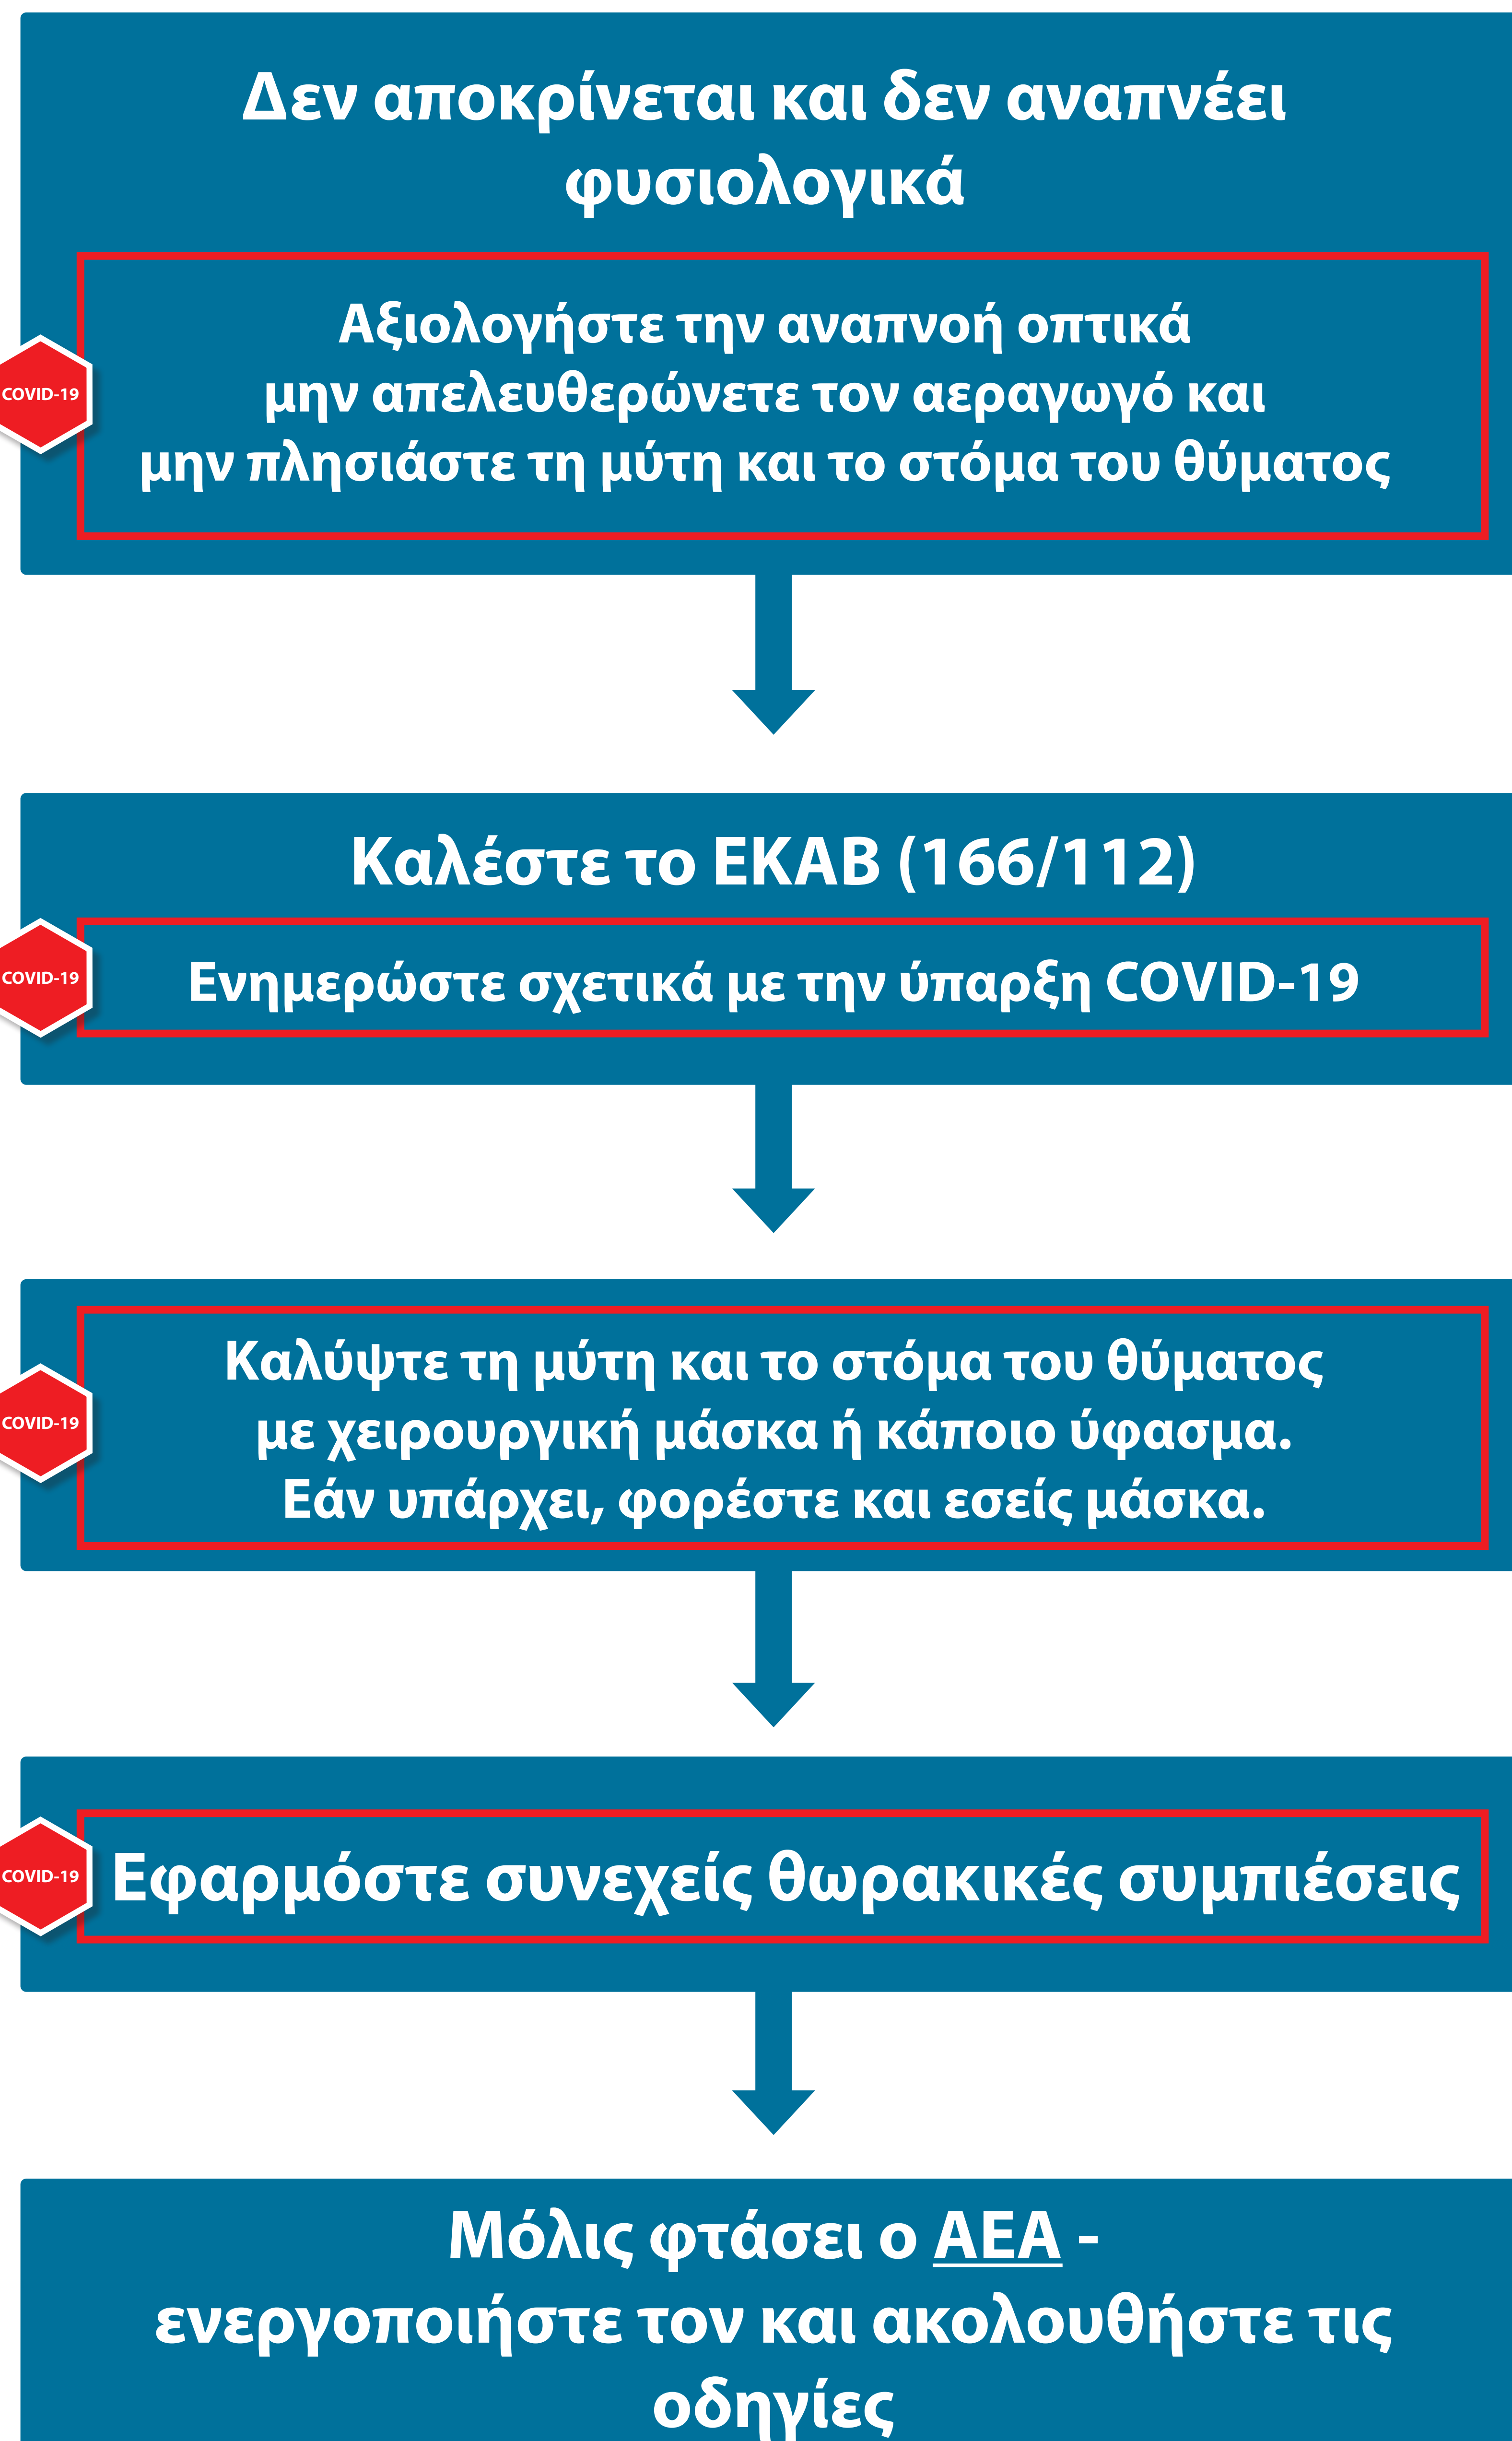 Δεν αποκρίνεται και δεν αναπνέει
φυσιολογικά
Αξιολογήστε την αναπνοή οπτικά
μην απελευθερώνετε τον αεραγωγό και
COVID-19
μην πλησιάστε τη μύτη και το στόμα του θύματος
Καλέστε το ΕΚΑΒ (166/112)
COVID-19
Ενημερώστε σχετικά με την ύπαρξη COVID-19
Καλύψτε τη μύτη και το στόμα του θύματος
COVID-19
με χειρουργική μάσκα ή κάποιο ύφασμα.
Εάν υπάρχει, φορέστε και εσείς μάσκα.
COVID-19
Εφαρμόστε συνεχείς θωρακικές συμπιέσεις
Μόλις φτάσει ο ΑΕΑ -
ενεργοποιήστε τον και ακολουθήστε τις
οδηγίες